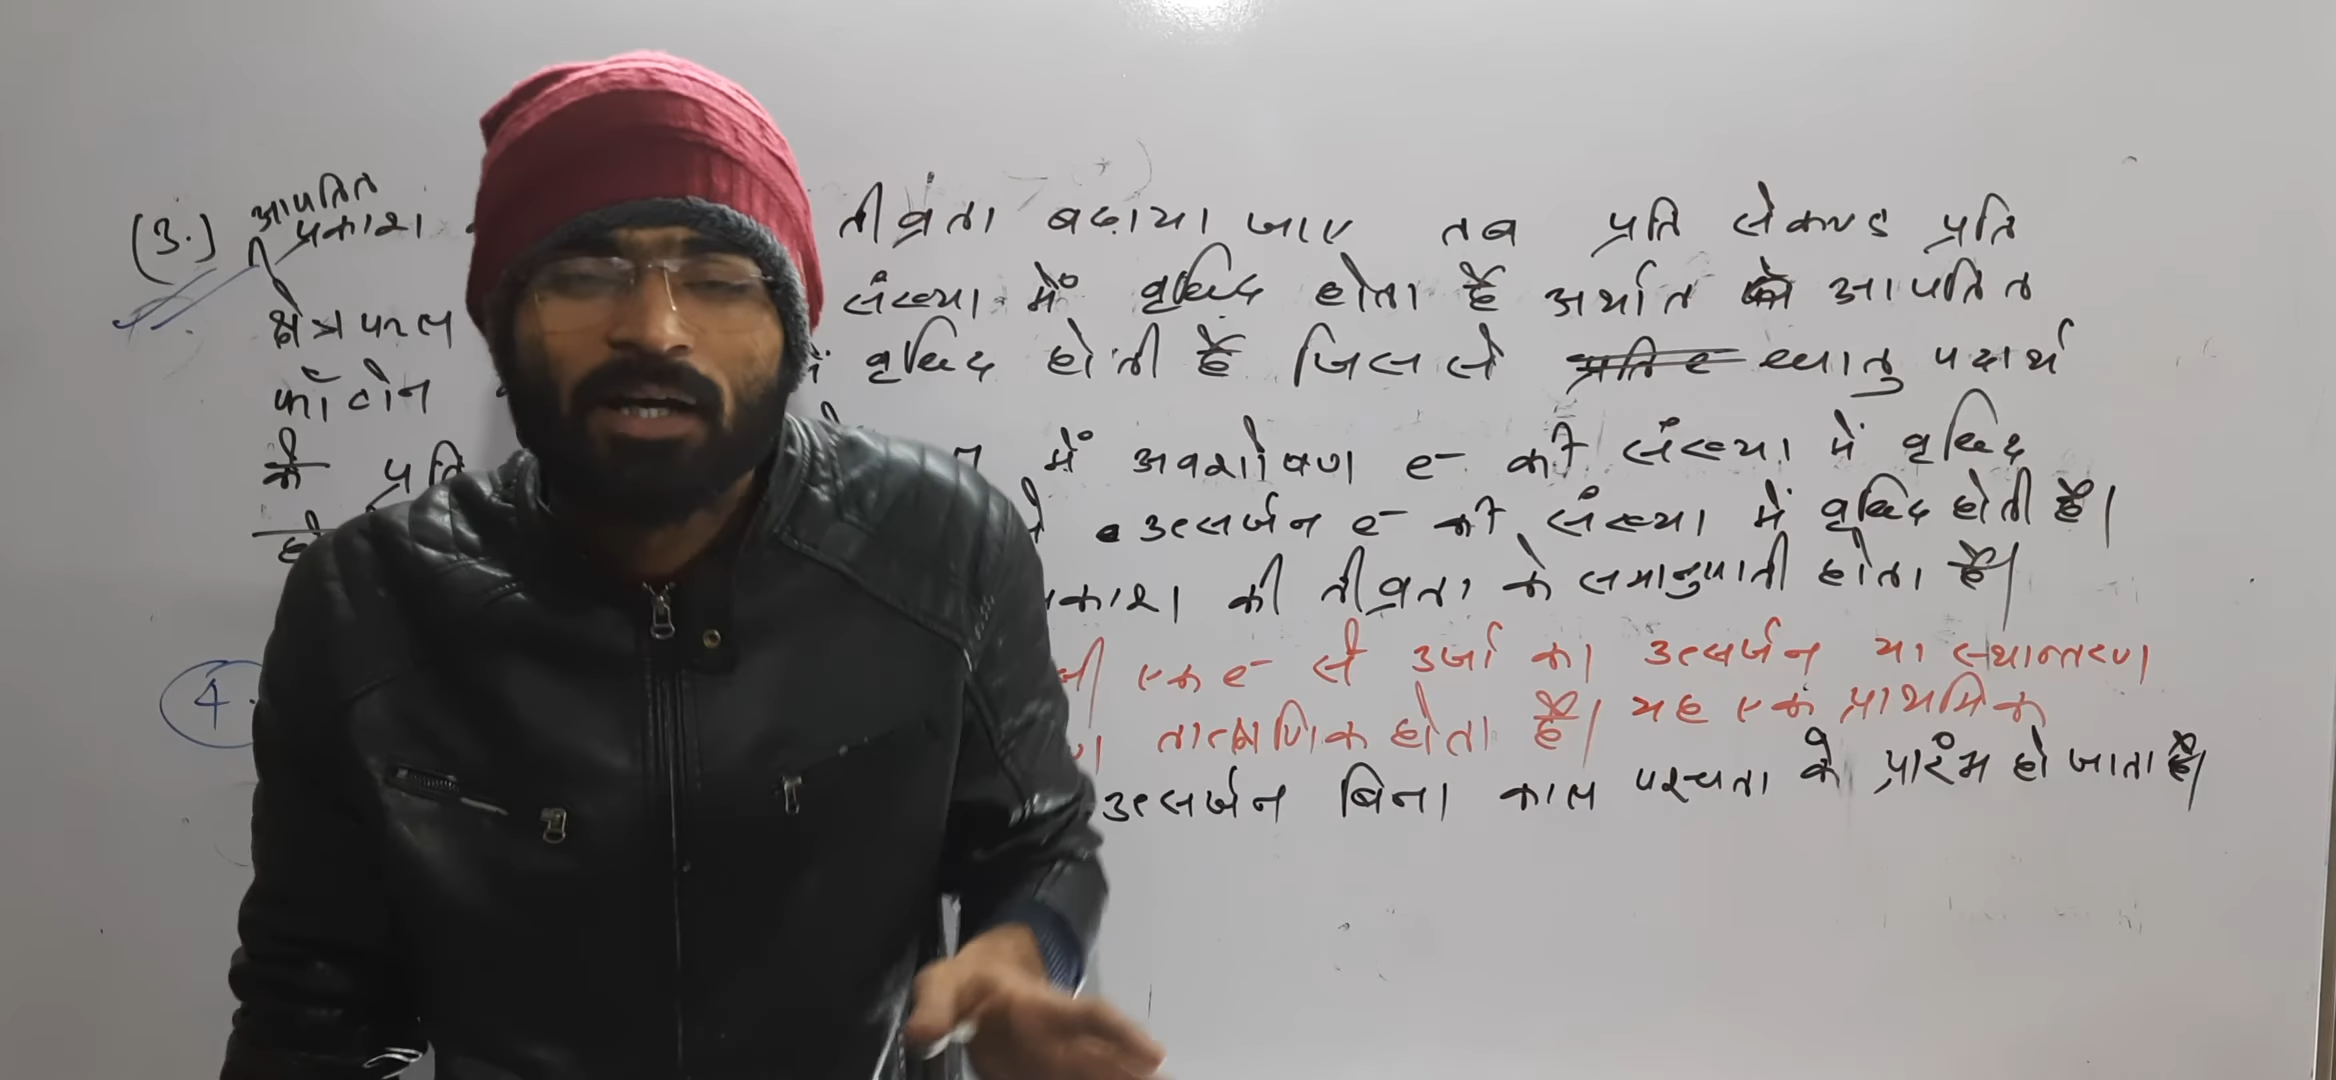 (3.) आपतित प्रकाश तीव्रता बढ़ाया जाए तब प्रति सेकण्ड प्रति
क्षेत्रफल संख्या में वृद्धि होता है अर्थात आपतित
फोटोन में वृद्धि होती है जिससे प्रति e धातु पदार्थ
के प्रति में अवशोषण e- की संख्या में वृद्धि
उत्सर्जन e- की संख्या में वृद्धि होती है।
प्रकाश की तीव्रता के समानुपाती होता है।
4. एक e- से उर्जा का उत्सर्जन या स्थान्तरण
तात्क्षणिक होता है। यह एक प्राथमिक
उत्सर्जन बिना काल पश्चता के प्रारंम हो जाता है।